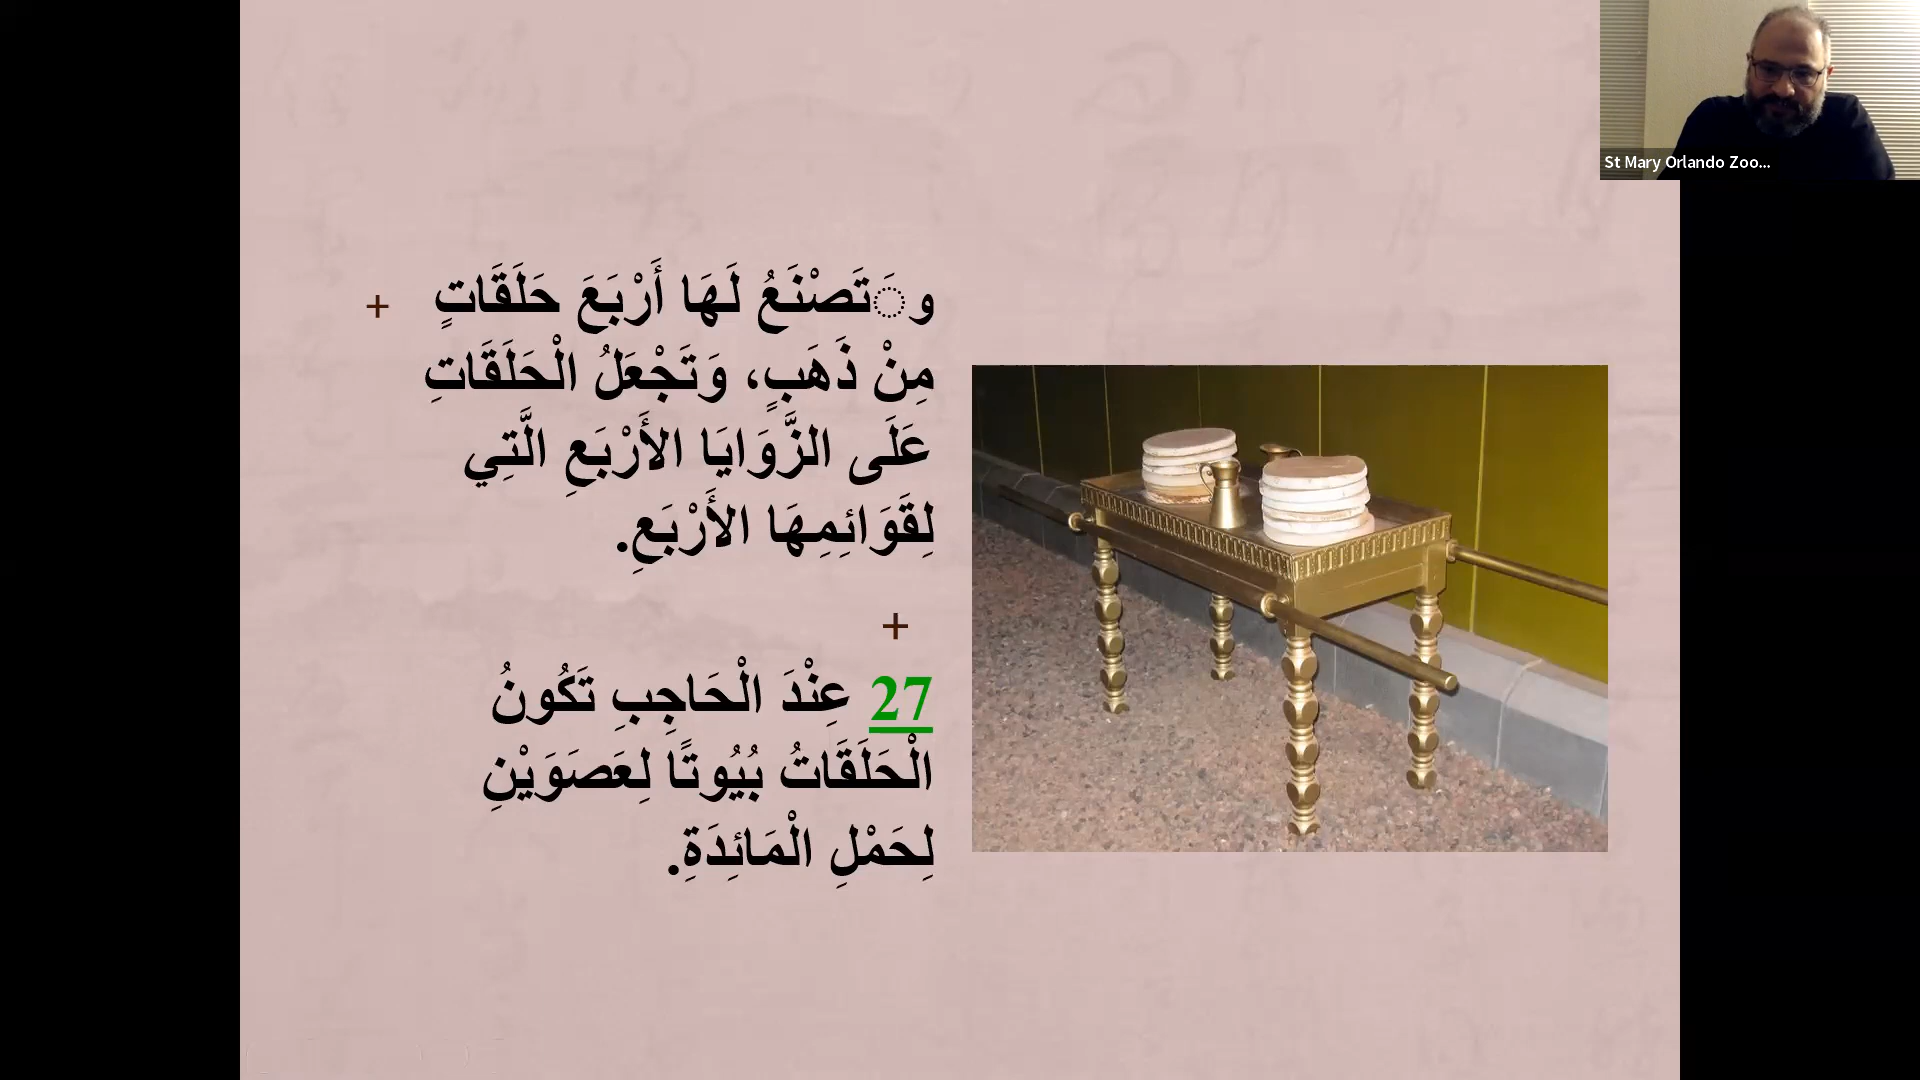 وَتَصْنَعُ لَهَا أَرْبَعَ حَلَقَاتٍ +
مِنْ ذَهَبٍ، وَتَجْعَلُ الْحَلَقَاتِ
عَلَى الزَّوَايَا الأَرْبَعِ الَّتِي
لِقَوَائِمِهَا الأَرْبَعِ.
+
27 عِنْدَ الْحَاجِبِ تَكُونُ
الْحَلَقَاتُ بُيُوتًا لِعَصَوَيْنِ
لِحَمْلِ الْمَائِدَةِ.
St Mary Orlando Zoo...